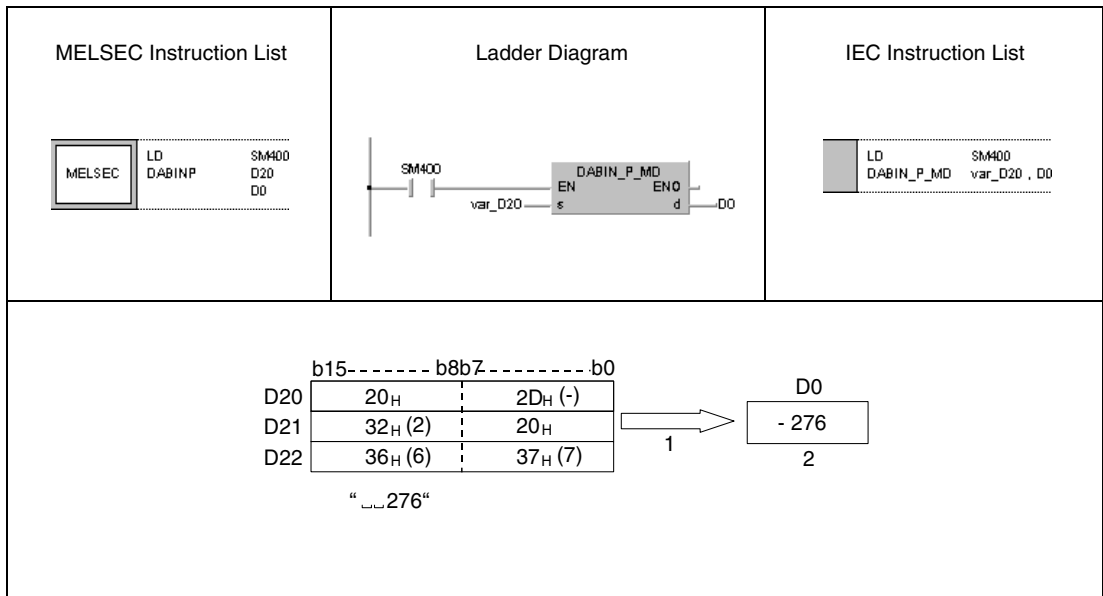 MELSEC Instruction List
Ladder Diagram
IEC Instruction List
MELSEC
LD SM400
DABINP D20
D0
SM400
DABIN_P_MD
EN ENO
var_D20 s d D0
LD SM400
DABIN_P_MD var_D20 , D0
b15------- b8b7----------b0
D20 20H 2DH (-)
D21 32H (2) 20H
D22 36H (6) 37H (7)
1
D0
- 276
2
“ ␣␣276“